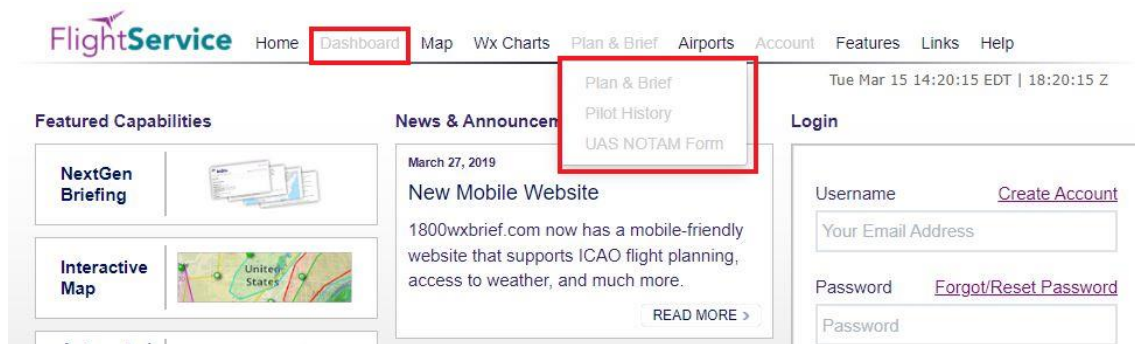 FlightService Home Dashboard Map Wx Charts Plan & Brief Airports Account Features Links Help
Tue Mar 15 14:20:15 EDT | 18:20:15 Z
Plan & Brief
Pilot History
UAS NOTAM Form
Featured Capabilities
NextGen
Briefing
Interactive
Map
United
States
News & Announcem
March 27, 2019
New Mobile Website
1800wxbrief.com now has a mobile-friendly
website that supports ICAO flight planning,
access to weather, and much more.
READ MORE >
Login
Username Create Account
Your Email Address
Password Forgot/Reset Password
Password